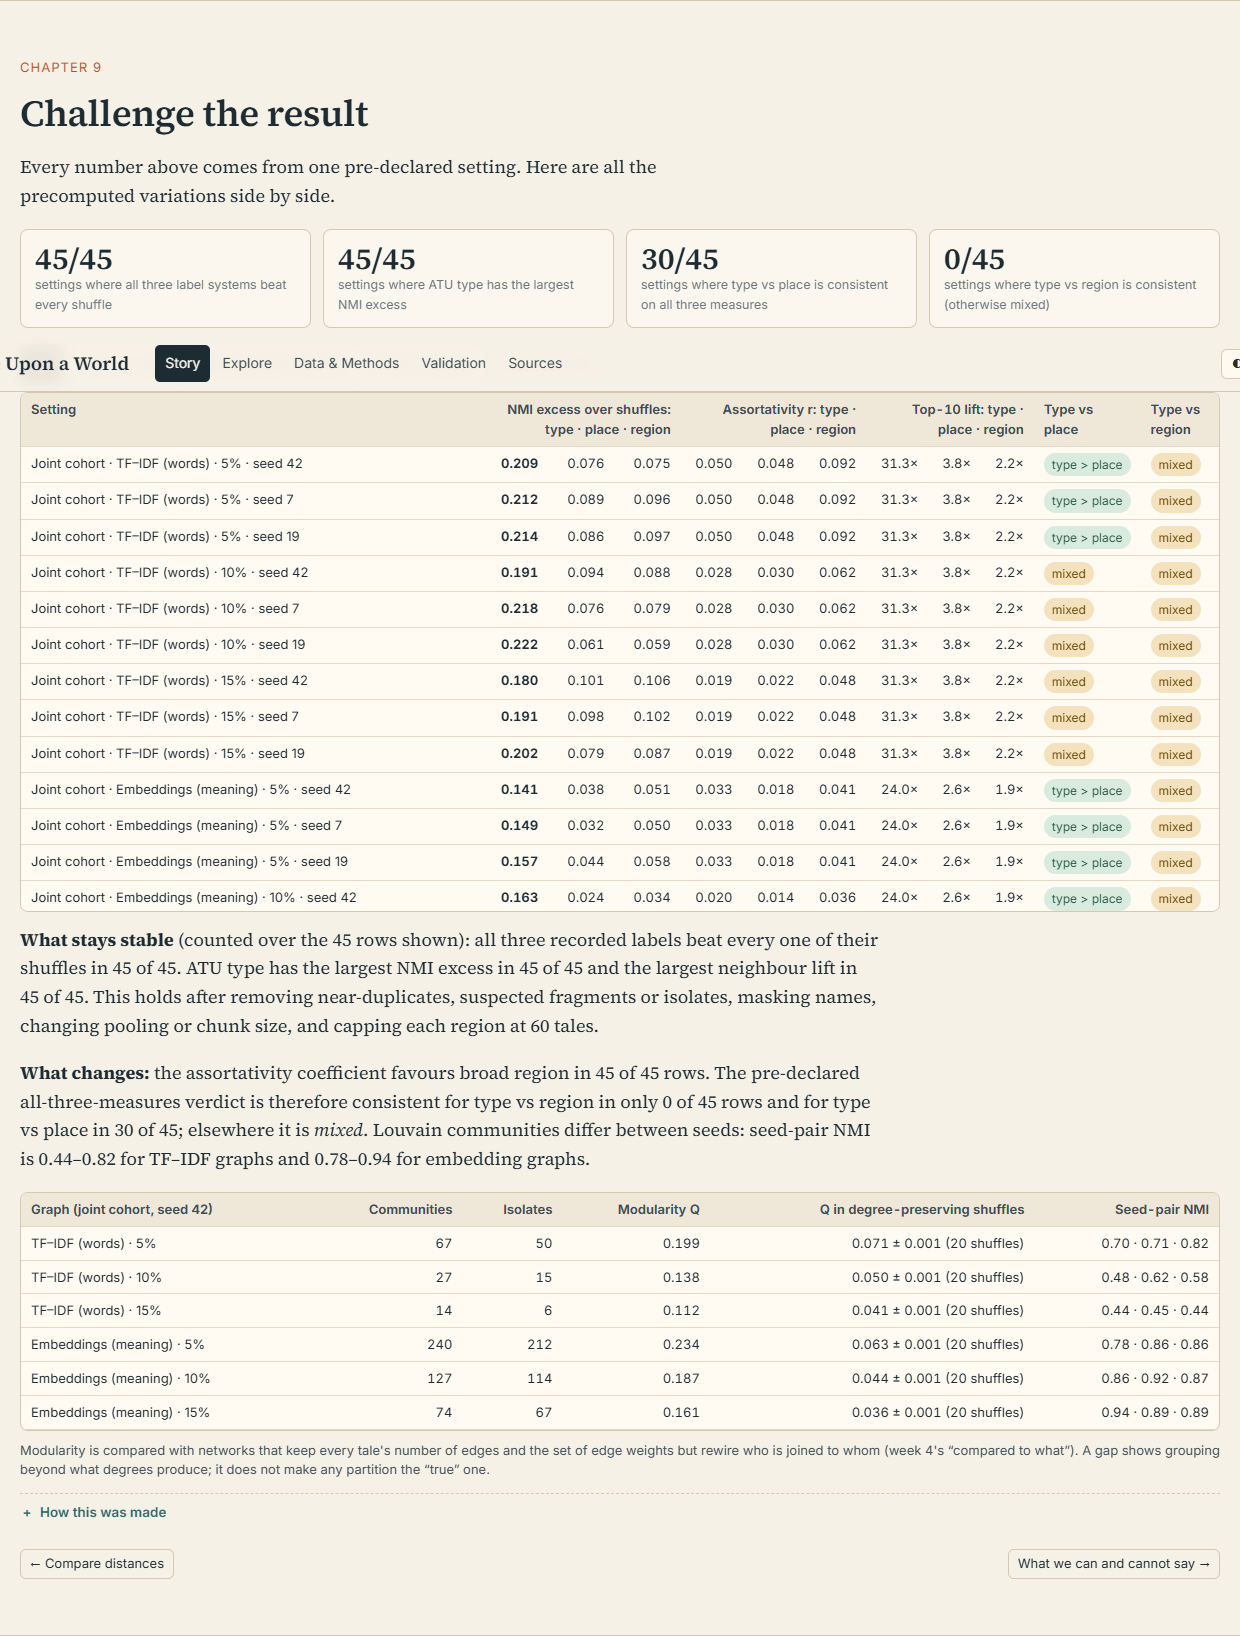 CHAPTER 9
Challenge the result
Every number above comes from one pre-declared setting. Here are all the
precomputed variations side by side.
45/45
settings where all three label systems beat
every shuffle
45/45
settings where ATU type has the largest
NMI excess
30/45
settings where type vs place is consistent
on all three measures
0/45
settings where type vs region is consistent
(otherwise mixed)
Upon a World Story Explore Data & Methods Validation Sources
Setting NMI excess over shuffles: type · place · region Assortativity r: type · place · region Top-10 lift: type · place · region Type vs place Type vs region
Joint cohort · TF–IDF (words) · 5% · seed 42 0.209 0.076 0.075 0.050 0.048 0.092 31.3× 3.8× 2.2× type > place mixed
Joint cohort · TF–IDF (words) · 5% · seed 7 0.212 0.089 0.096 0.050 0.048 0.092 31.3× 3.8× 2.2× type > place mixed
Joint cohort · TF–IDF (words) · 5% · seed 19 0.214 0.086 0.097 0.050 0.048 0.092 31.3× 3.8× 2.2× type > place mixed
Joint cohort · TF–IDF (words) · 10% · seed 42 0.191 0.094 0.088 0.028 0.030 0.062 31.3× 3.8× 2.2× mixed mixed
Joint cohort · TF–IDF (words) · 10% · seed 7 0.218 0.076 0.079 0.028 0.030 0.062 31.3× 3.8× 2.2× mixed mixed
Joint cohort · TF–IDF (words) · 10% · seed 19 0.222 0.061 0.059 0.028 0.030 0.062 31.3× 3.8× 2.2× mixed mixed
Joint cohort · TF–IDF (words) · 15% · seed 42 0.180 0.101 0.106 0.019 0.022 0.048 31.3× 3.8× 2.2× mixed mixed
Joint cohort · TF–IDF (words) · 15% · seed 7 0.191 0.098 0.102 0.019 0.022 0.048 31.3× 3.8× 2.2× mixed mixed
Joint cohort · TF–IDF (words) · 15% · seed 19 0.202 0.079 0.087 0.019 0.022 0.048 31.3× 3.8× 2.2× mixed mixed
Joint cohort · Embeddings (meaning) · 5% · seed 42 0.141 0.038 0.051 0.033 0.018 0.041 24.0× 2.6× 1.9× type > place mixed
Joint cohort · Embeddings (meaning) · 5% · seed 7 0.149 0.032 0.050 0.033 0.018 0.041 24.0× 2.6× 1.9× type > place mixed
Joint cohort · Embeddings (meaning) · 5% · seed 19 0.157 0.044 0.058 0.033 0.018 0.041 24.0× 2.6× 1.9× type > place mixed
Joint cohort · Embeddings (meaning) · 10% · seed 42 0.163 0.024 0.034 0.020 0.014 0.036 24.0× 2.6× 1.9× type > place mixed
What stays stable (counted over the 45 rows shown): all three recorded labels beat every one of their
shuffles in 45 of 45. ATU type has the largest NMI excess in 45 of 45 and the largest neighbour lift in
45 of 45. This holds after removing near-duplicates, suspected fragments or isolates, masking names,
changing pooling or chunk size, and capping each region at 60 tales.
What changes: the assortativity coefficient favours broad region in 45 of 45 rows. The pre-declared
all-three-measures verdict is therefore consistent for type vs region in only 0 of 45 rows and for type
vs place in 30 of 45; elsewhere it is mixed. Louvain communities differ between seeds: seed-pair NMI
is 0.44–0.82 for TF–IDF graphs and 0.78–0.94 for embedding graphs.
Graph (joint cohort, seed 42) Communities Isolates Modularity Q Q in degree-preserving shuffles Seed-pair NMI
TF–IDF (words) · 5% 67 50 0.199 0.071 ± 0.001 (20 shuffles) 0.70 · 0.71 · 0.82
TF–IDF (words) · 10% 27 15 0.138 0.050 ± 0.001 (20 shuffles) 0.48 · 0.62 · 0.58
TF–IDF (words) · 15% 14 6 0.112 0.041 ± 0.001 (20 shuffles) 0.44 · 0.45 · 0.44
Embeddings (meaning) · 5% 240 212 0.234 0.063 ± 0.001 (20 shuffles) 0.78 · 0.86 · 0.86
Embeddings (meaning) · 10% 127 114 0.187 0.044 ± 0.001 (20 shuffles) 0.86 · 0.92 · 0.87
Embeddings (meaning) · 15% 74 67 0.161 0.036 ± 0.001 (20 shuffles) 0.94 · 0.89 · 0.89
Modularity is compared with networks that keep every tale's number of edges and the set of edge weights but rewire who is joined to whom (week 4's “compared to what”). A gap shows grouping
beyond what degrees produce; it does not make any partition the “true” one.
+ How this was made
← Compare distances What we can and cannot say →